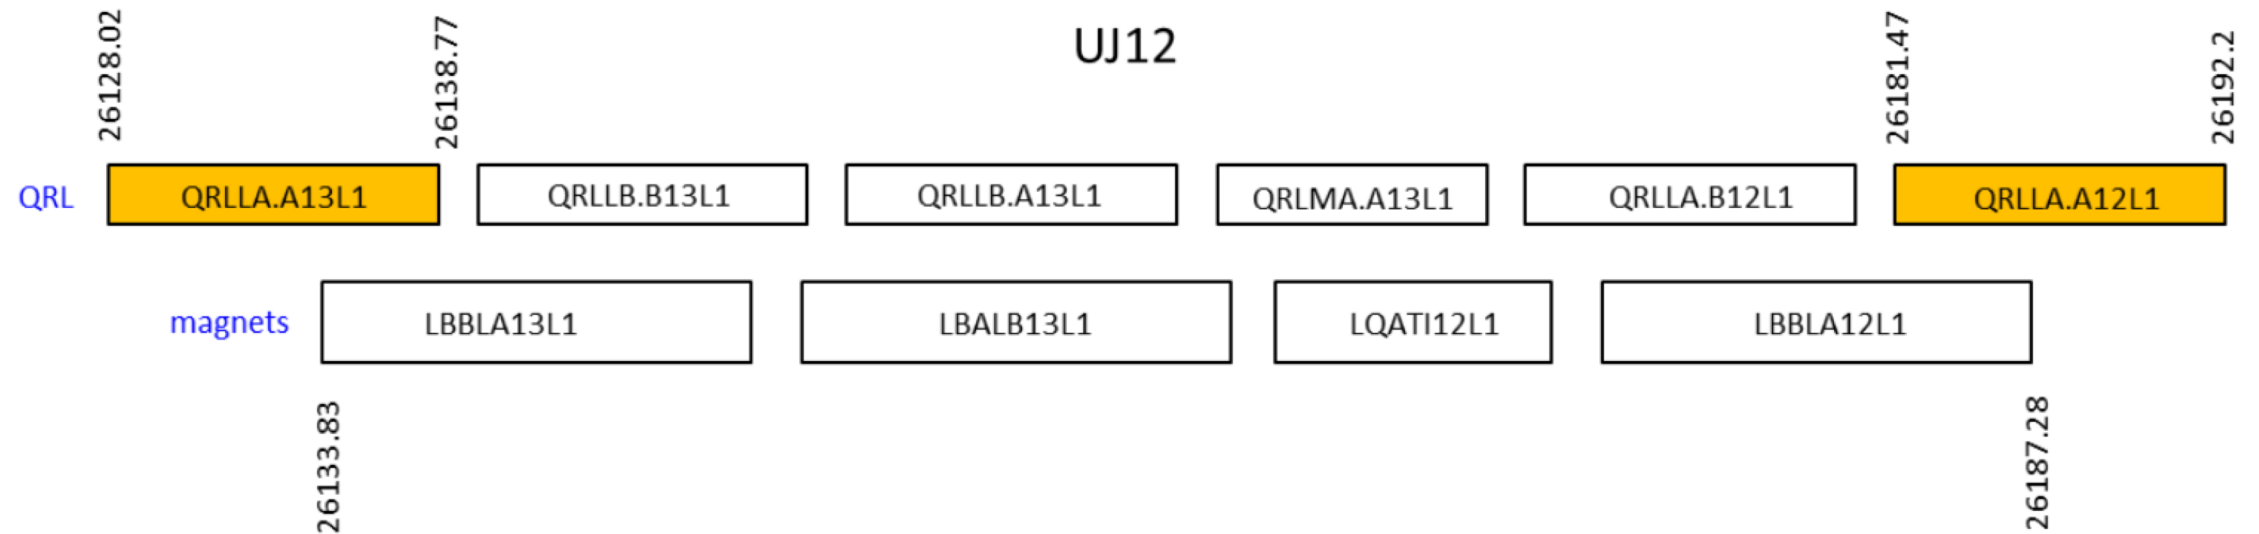 UJ12
26128.02
26138.77
26181.47
26192.2
QRL
QRLLA.A13L1
QRLLB.B13L1
QRLLB.A13L1
QRLMA.A13L1
QRLLA.B12L1
QRLLA.A12L1
magnets
LBBLA13L1
LBALB13L1
LQATI12L1
LBBLA12L1
26133.83
26187.28